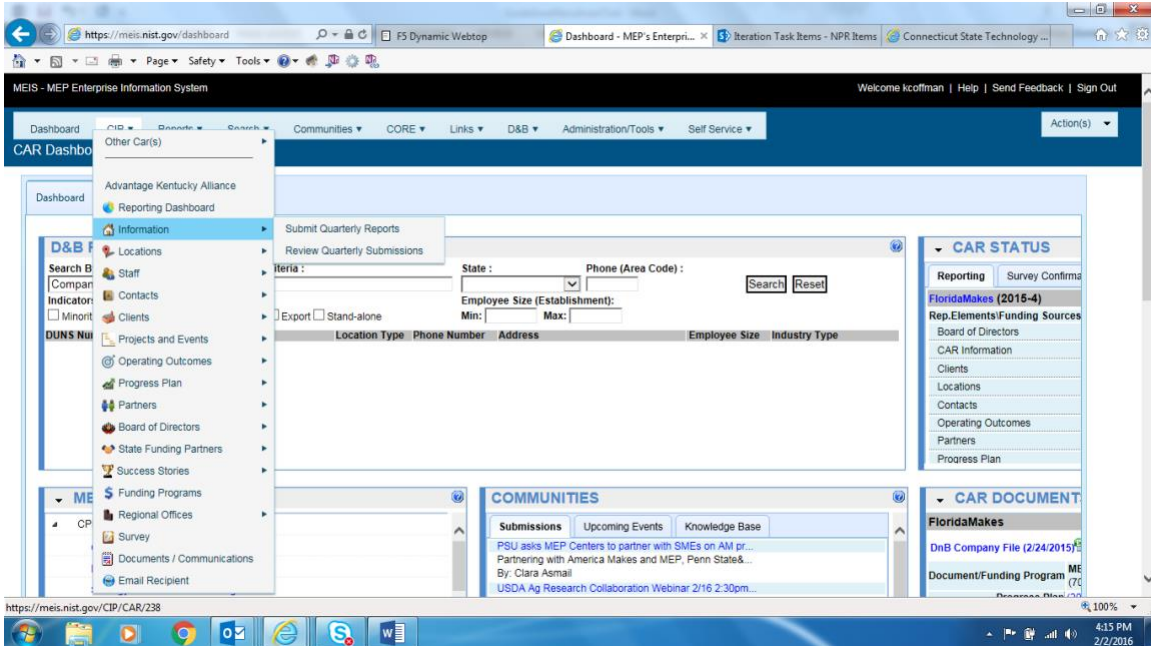 https://meis.nist.gov/dashboard
F5 Dynamic Webtop
Dashboard - MEP's Enterpri...
Iteration Task Items - NPR Items
Connecticut State Technology ...
Page Safety Tools
MEIS - MEP Enterprise Information System
Welcome kcoffman | Help | Send Feedback | Sign Out
Dashboard CIP Reports Search Communities CORE Links D&B Administration/Tools Self Service
Action(s)
CAR Dashbo
Other Car(s)
Advantage Kentucky Alliance
Reporting Dashboard
Information
Locations
Staff
Contacts
Clients
Projects and Events
Operating Outcomes
Progress Plan
Partners
Board of Directors
State Funding Partners
Success Stories
Funding Programs
Regional Offices
Survey
Documents / Communications
Email Recipient
Submit Quarterly Reports
Review Quarterly Submissions
Dashboard
D&B F
Search B
iteria :
State :
Phone (Area Code) :
Compan
Search Reset
Indicator
Employee Size (Establishment):
Minorit
Export Stand-alone
Min: Max:
DUNS Nu
Location Type Phone Number Address Employee Size Industry Type
CAR STATUS
Reporting Survey Confirma
FloridaMakes (2015-4)
Rep.Elements\Funding Sources
Board of Directors
CAR Information
Clients
Locations
Contacts
Operating Outcomes
Partners
Progress Plan
ME
CP
COMMUNITIES
Submissions Upcoming Events Knowledge Base
PSU asks MEP Centers to partner with SMEs on AM pr...
Partnering with America Makes and MEP, Penn State&...
By: Clara Asmail
USDA Ag Research Collaboration Webinar 2/16 2:30pm...
CAR DOCUMENT
FloridaMakes
DnB Company File (2/24/2015)
Document/Funding Program
ME
(70
https://meis.nist.gov/CIP/CAR/238
100%
4:15 PM
2/2/2016